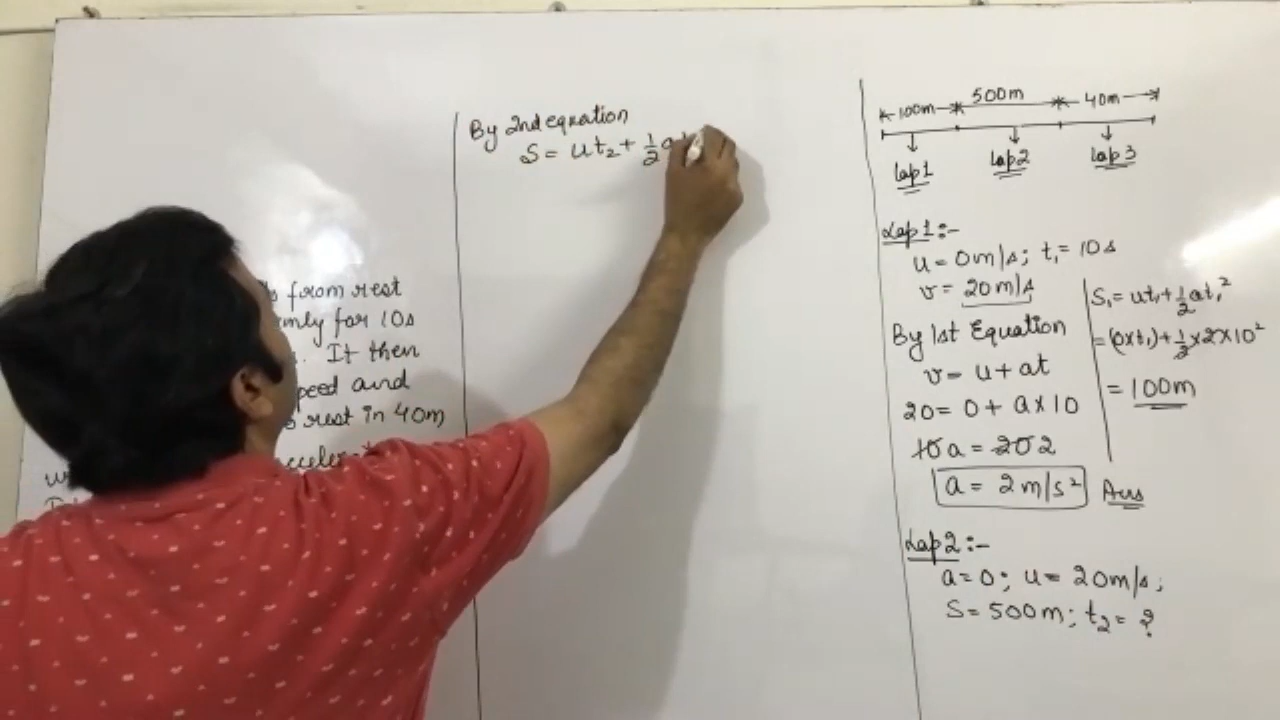 from rest
mly for 10s
. It then
peed and
rest in 40m
By 2nd equation
S = ut₂ + ½a
100m 500m 40m
Lap1 Lap2 Lap3
Lap1:-
u = 0m/s; t₁ = 10s
v = 20m/s
By 1st Equation
v = u + at
20 = 0 + a×10
10a = 20 2
a = 2m/s² Ans
S₁ = ut₁ + ½at₁²
= (0×t₁) + ½×2×10²
= 100m
Lap2:-
a = 0; u = 20m/s;
S = 500m; t₂ = ?